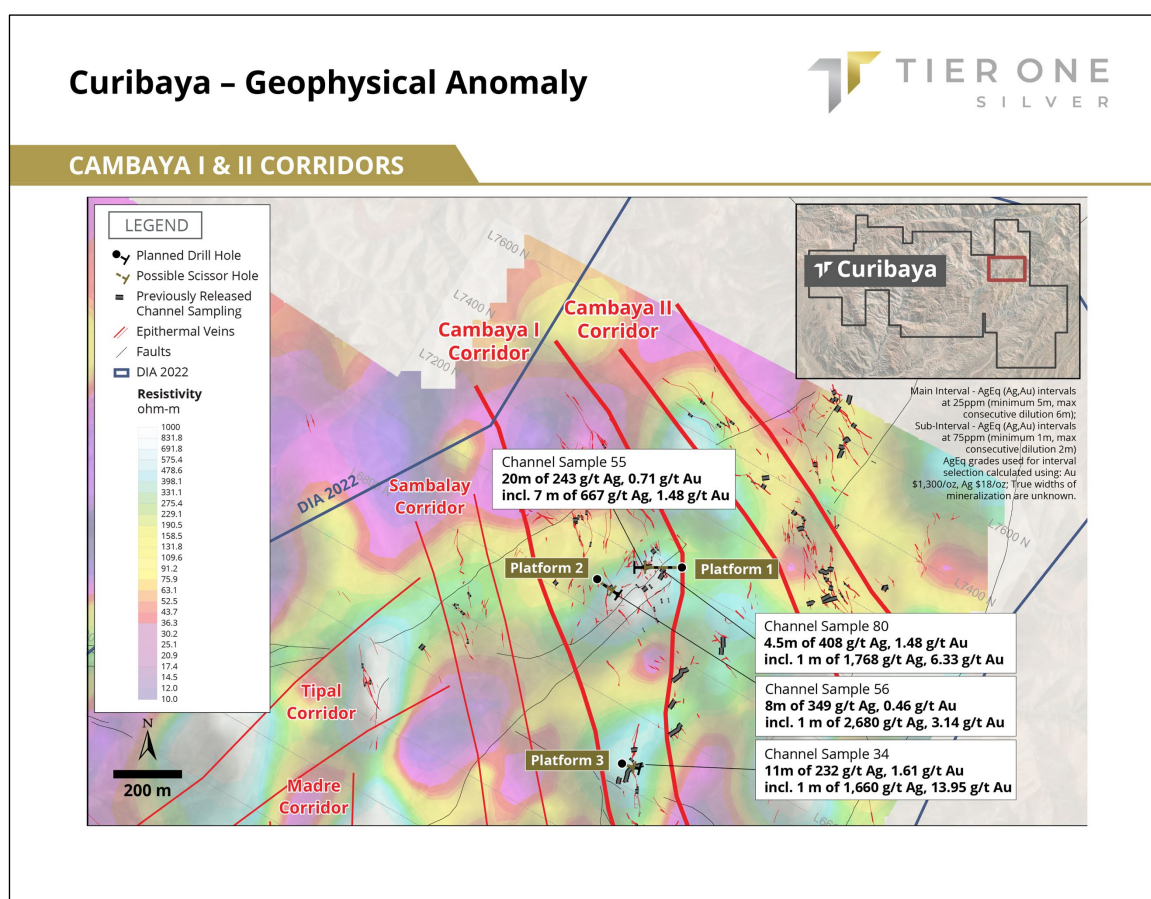 Curibaya – Geophysical Anomaly
TIER ONE
SILVER
CAMBAYA I & II CORRIDORS
LEGEND
Planned Drill Hole
Possible Scissor Hole
Previously Released
Channel Sampling
Epithermal Veins
Faults
DIA 2022
Resistivity
ohm-m
1000
831.8
691.8
575.4
478.6
398.1
331.1
275.4
229.1
190.5
158.5
131.8
109.6
91.2
75.9
63.1
52.5
43.7
36.3
30.2
25.1
20.9
17.4
14.5
12.0
10.0
N
200 m
L7600 N
L7400 N
L7200 N
Cambaya I
Corridor
Cambaya II
Corridor
Curibaya
Main Interval - AgEq (Ag,Au) intervals
at 25ppm (minimum 5m, max
consecutive dilution 6m);
Sub-Interval - AgEq (Ag,Au) intervals
at 75ppm (minimum 1m, max
consecutive dilution 2m)
AgEq grades used for interval
selection calculated using: Au
$1,300/oz, Ag $18/oz; True widths of
mineralization are unknown.
DIA 2022
Sambalay
Corridor
Channel Sample 55
20m of 243 g/t Ag, 0.71 g/t Au
incl. 7 m of 667 g/t Ag, 1.48 g/t Au
L7600 N
L7400 N
Platform 2
Platform 1
Channel Sample 80
4.5m of 408 g/t Ag, 1.48 g/t Au
incl. 1 m of 1,768 g/t Ag, 6.33 g/t Au
Channel Sample 56
8m of 349 g/t Ag, 0.46 g/t Au
incl. 1 m of 2,680 g/t Ag, 3.14 g/t Au
Channel Sample 34
11m of 232 g/t Ag, 1.61 g/t Au
incl. 1 m of 1,660 g/t Ag, 13.95 g/t Au
Tipal
Corridor
Platform 3
Madre
Corridor